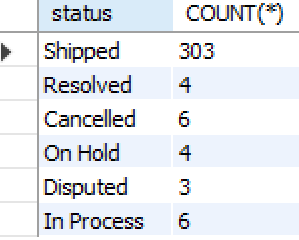 status COUNT(*)
Shipped 303
Resolved 4
Cancelled 6
On Hold 4
Disputed 3
In Process 6